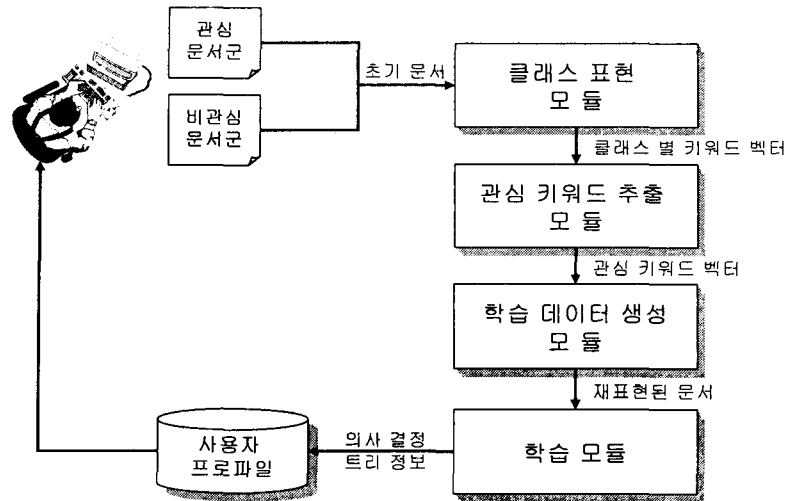 관심
문서군
비관심
문서군
초기 문서
클래스 표현
모 듈
클래스 별 키워드 벡터
관심 키워드 추출
모 듈
관심 키워드 벡터
학습 데이터 생성
모 듈
재표현된 문서
학습 모듈
의사 결정
트리 정보
사용자
프로파일